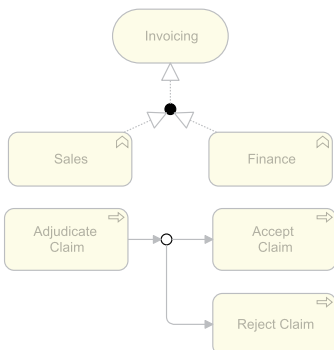 Invoicing
Sales
Finance
Adjudicate
Claim
Accept
Claim
Reject Claim